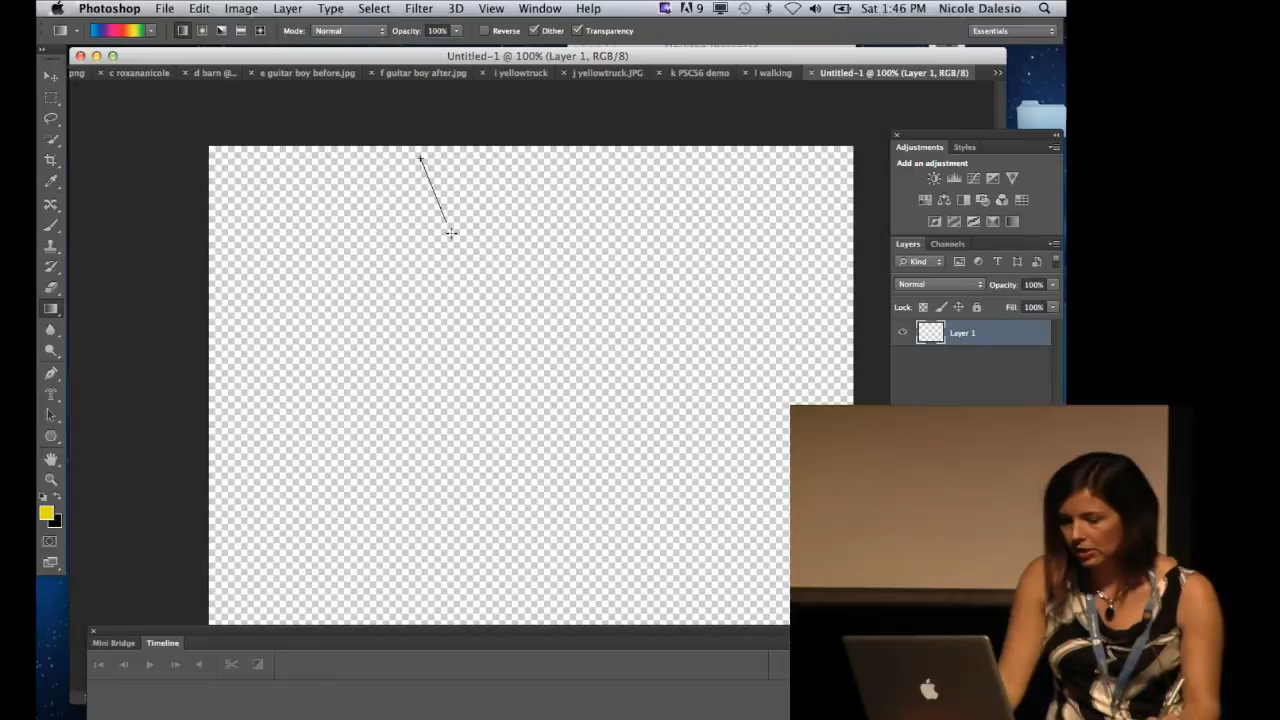 Photoshop File Edit Image Layer Type Select Filter 3D View Window Help 9 Sat 1:46 PM Nicole Dalesio
Mode: Normal Opacity: 100% Reverse Dither Transparency Essentials
Untitled-1 @ 100% (Layer 1, RGB/8)
png × c roxananicole × d barn @... × e guitar boy before.jpg × f guitar boy after.jpg × i yellowtruck × j yellowtruck.JPG × k PSCS6 demo × l walking × Untitled-1 @ 100% (Layer 1, RGB/8) »
Adjustments Styles
Add an adjustment
Layers Channels
Kind
Normal Opacity: 100%
Lock: Fill: 100%
Layer 1
Mini Bridge Timeline